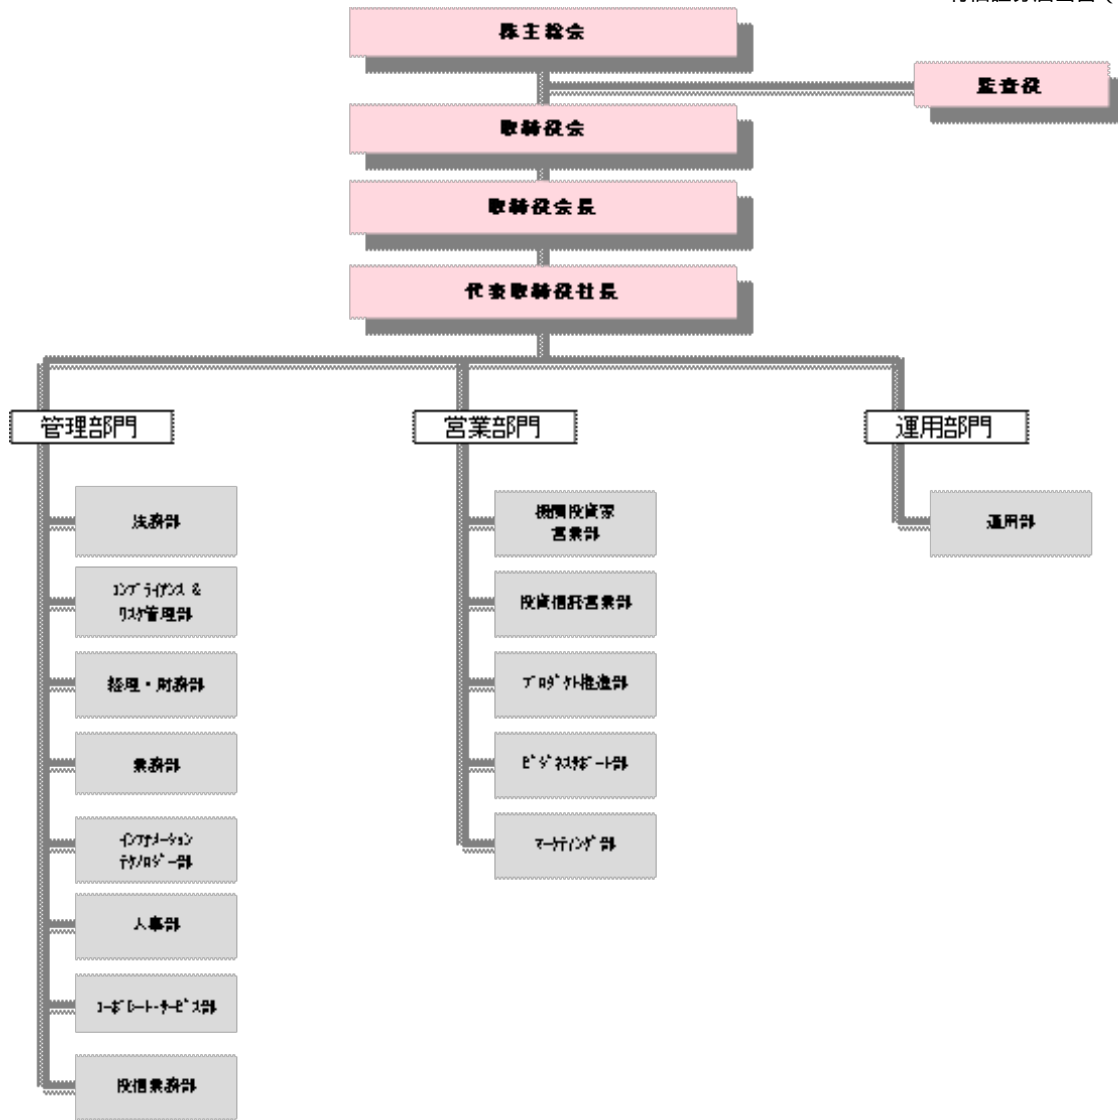 株主総会
監査役
取締役会
取締役会長
代表取締役社長
管理部門
営業部門
運用部門
法務部
ｺﾝﾌﾟﾗｲｱﾝｽ &
ﾘｽｸ管理部
経理・財務部
業務部
ｲﾝﾌｫﾒｰｼｮﾝ
ﾃｸﾉﾛｼﾞｰ部
人事部
ｺｰﾎﾟﾚｰﾄ・ｻｰﾋﾞｽ部
投信業務部
機関投資家
営業部
投資信託営業部
ﾌﾟﾛﾀﾞｸﾄ推進部
ﾋﾞｼﾞﾈｽｻﾎﾟｰﾄ部
ﾏｰｹﾃｨﾝｸﾞ部
運用部